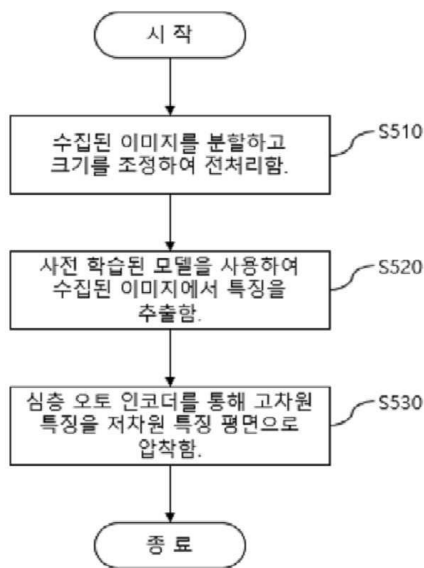 시 작
수집된 이미지를 분할하고
크기를 조정하여 전처리함.
S510
사전 학습된 모델을 사용하여
수집된 이미지에서 특징을
추출함.
S520
심층 오토 인코더를 통해 고차원
특징을 저차원 특징 평면으로
압착함.
S530
종 료